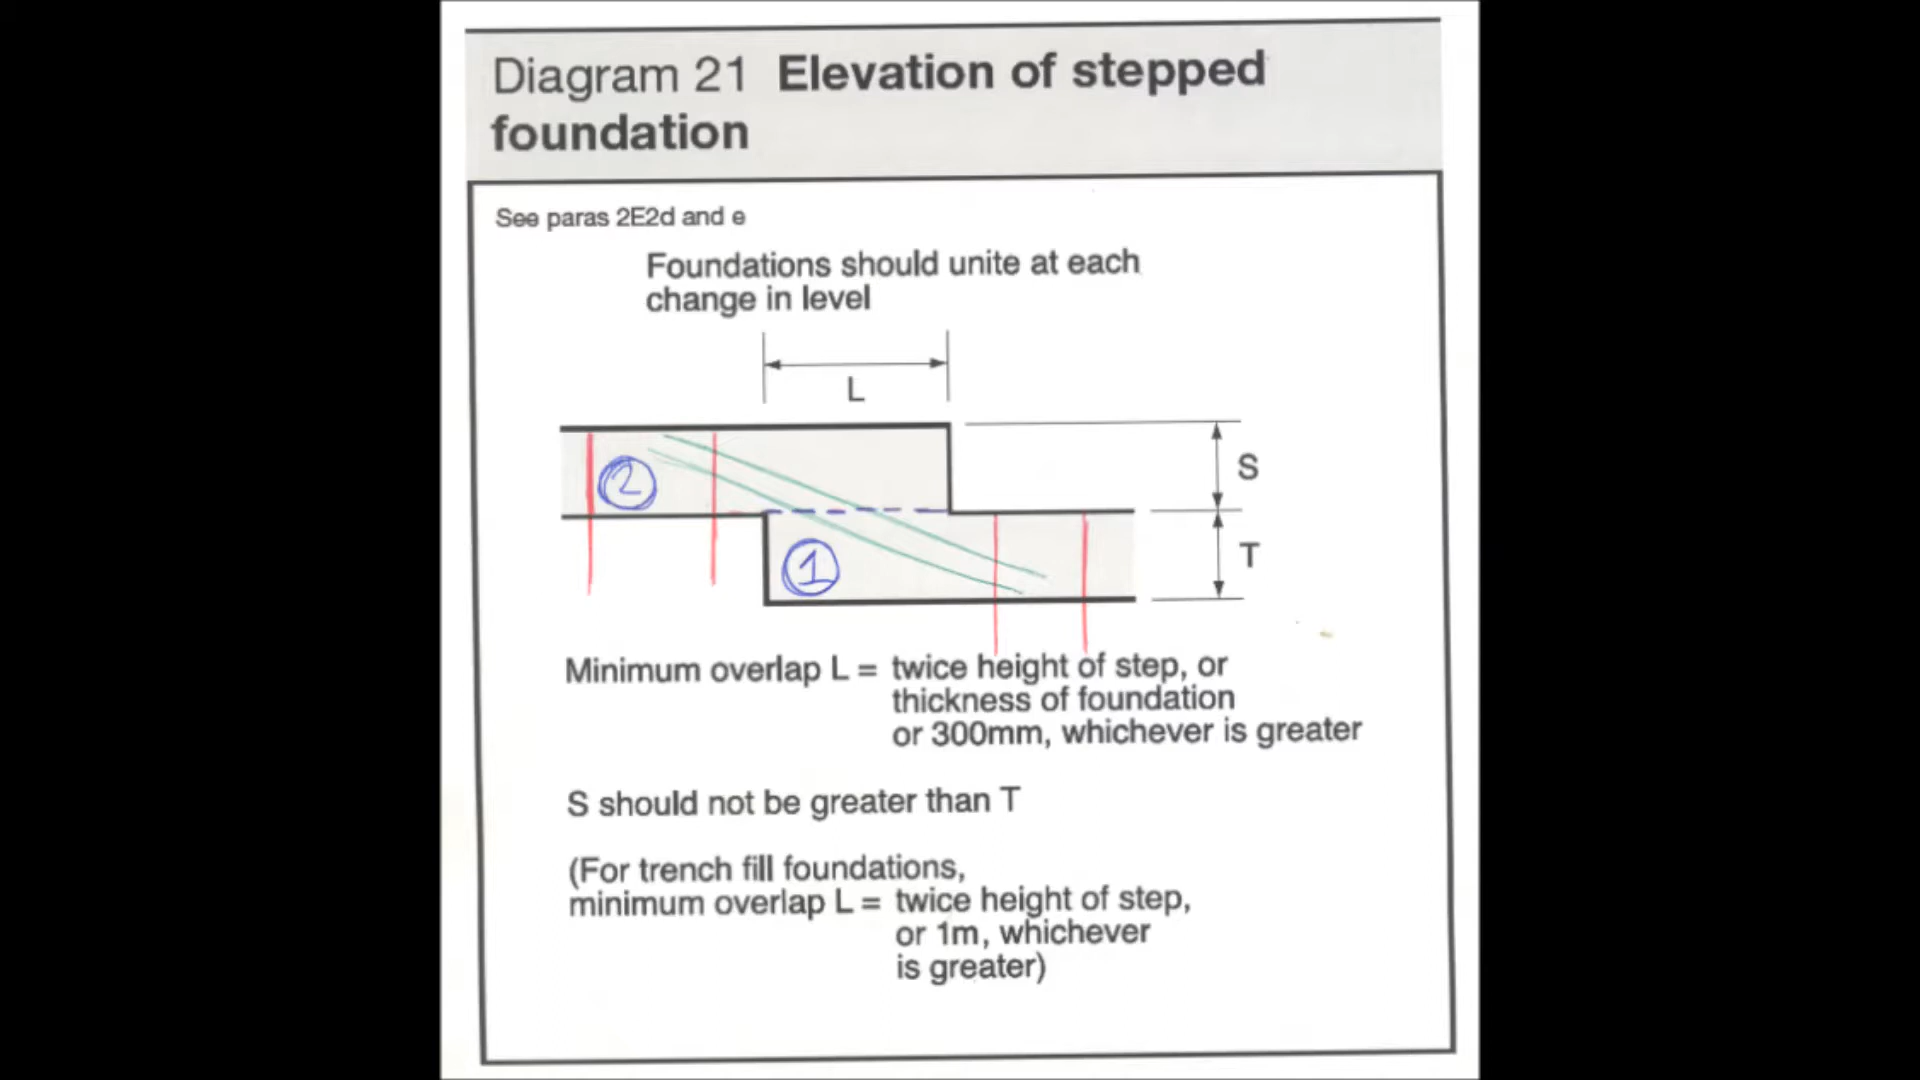 Diagram 21 Elevation of stepped
foundation
See paras 2E2d and e
Foundations should unite at each
change in level
L
S
2
1
T
Minimum overlap L = twice height of step, or
thickness of foundation
or 300mm, whichever is greater
S should not be greater than T
(For trench fill foundations,
minimum overlap L = twice height of step,
or 1m, whichever
is greater)